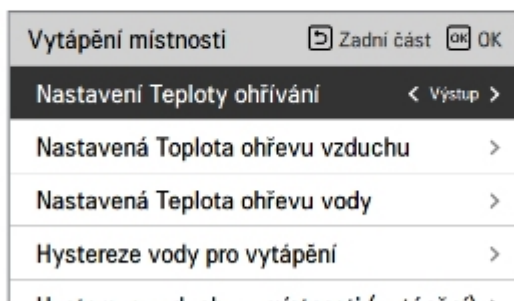 Vytápění místnosti Zadní část OK OK
Nastavení Teploty ohřívání < Výstup >
Nastavená Toplota ohřevu vzduchu >
Nastavená Teplota ohřevu vody >
Hystereze vody pro vytápění >